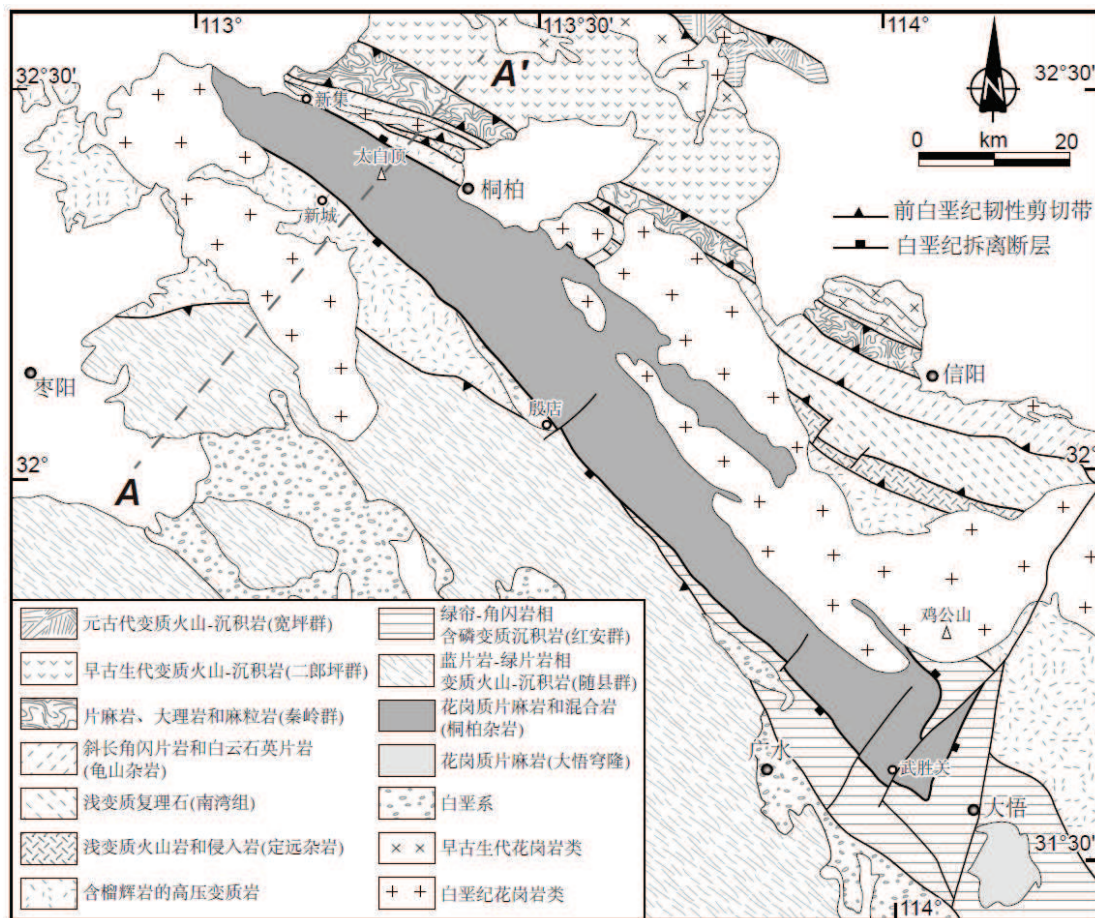 113°
113°30'
114°
32°30'
A'
32°30'
新集
N
0
km
20
太白顶
桐柏
新城
前白垩纪韧性剪切带
白垩纪拆离断层
枣阳
信阳
殷店
32°
32°
A
鸡公山
元古代变质火山-沉积岩(宽坪群)
早古生代变质火山-沉积岩(二郎坪群)
片麻岩、大理岩和麻粒岩(秦岭群)
斜长角闪片岩和白云石英片岩
(龟山杂岩)
浅变质复理石(南湾组)
浅变质火山岩和侵入岩(定远杂岩)
含榴辉岩的高压变质岩
绿帘-角闪岩相
含磷变质沉积岩(红安群)
蓝片岩-绿片岩相
变质火山-沉积岩(随县群)
花岗质片麻岩和混合岩
(桐柏杂岩)
花岗质片麻岩(大悟穹隆)
白垩系
早古生代花岗岩类
白垩纪花岗岩类
广水
武胜关
大悟
31°30'
114°